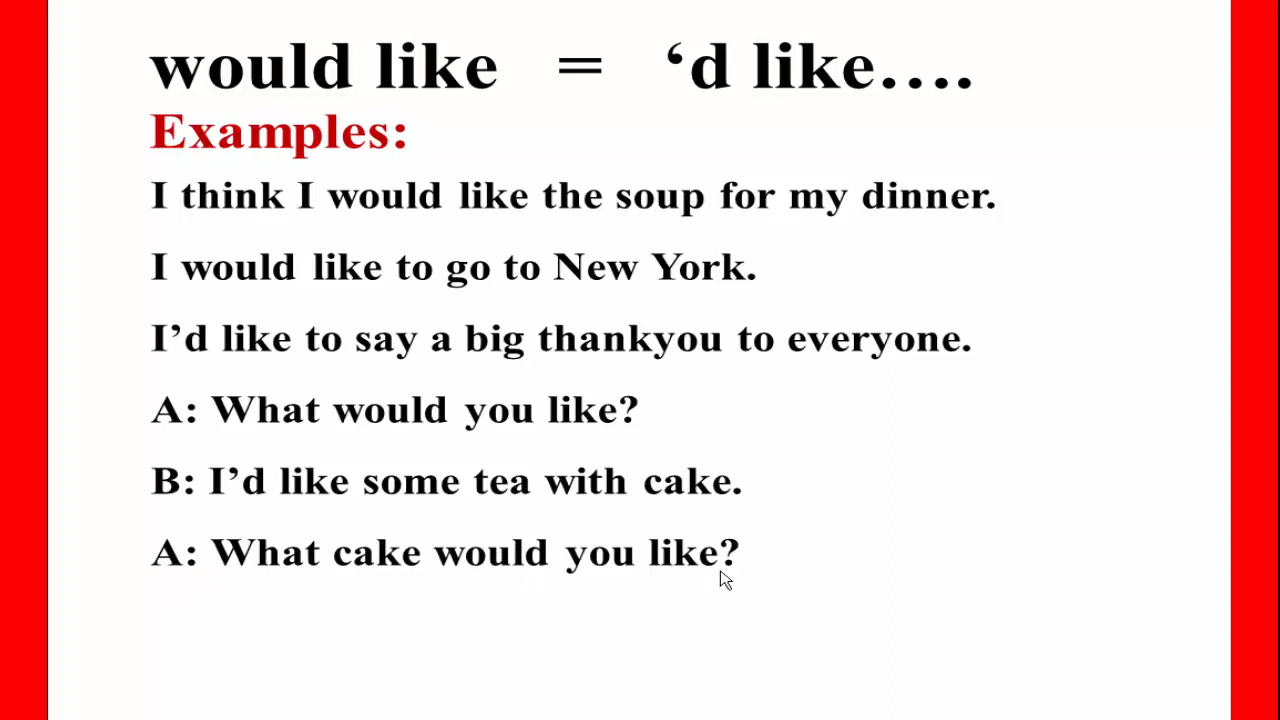 would like = ‘d like….
Examples:
I think I would like the soup for my dinner.
I would like to go to New York.
I’d like to say a big thankyou to everyone.
A: What would you like?
B: I’d like some tea with cake.
A: What cake would you like?